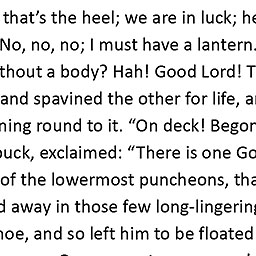 that’s the heel; we are in luck; he
No, no, no; I must have a lantern.
thout a body? Hah! Good Lord! T
and spavined the other for life, a
ning round to it. “On deck! Begon
buck, exclaimed: “There is one Go
of the lowermost puncheons, tha
d away in those few long-lingering
noe, and so left him to be floated